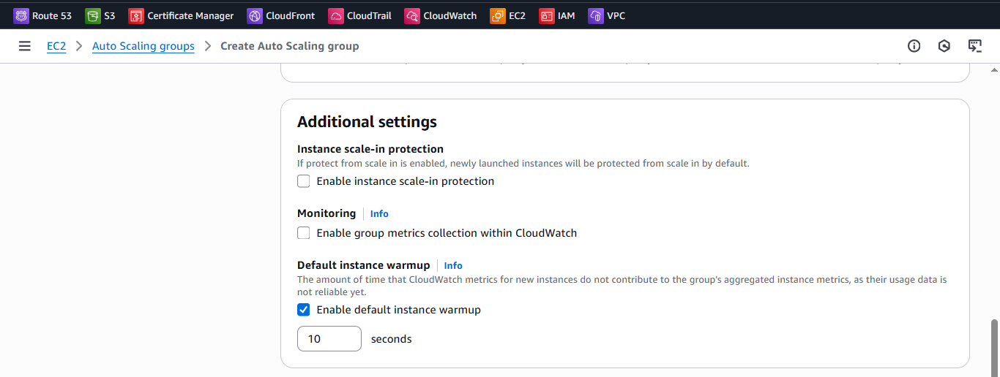 Route 53 S3 Certificate Manager CloudFront CloudTrail CloudWatch EC2 IAM VPC
EC2 Auto Scaling groups Create Auto Scaling group
Additional settings
Instance scale-in protection
If protect from scale in is enabled, newly launched instances will be protected from scale in by default.
Enable instance scale-in protection
Monitoring Info
Enable group metrics collection within CloudWatch
Default instance warmup Info
The amount of time that CloudWatch metrics for new instances do not contribute to the group's aggregated instance metrics, as their usage data is
not reliable yet.
Enable default instance warmup
10 seconds